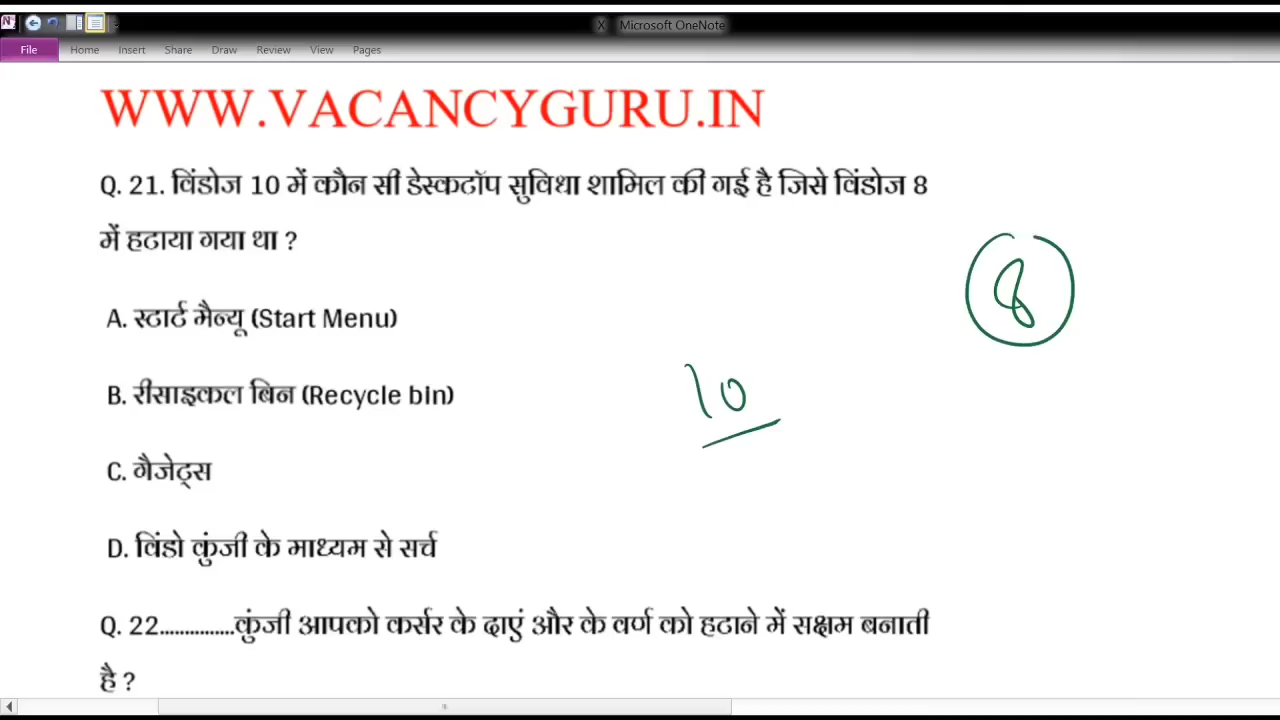 X Microsoft OneNote
File Home Insert Share Draw Review View Pages
WWW.VACANCYGURU.IN
Q. 21. विंडोज 10 में कौन सी डेस्कटॉप सुविधा शामिल की गई है जिसे विंडोज 8
में हटाया गया था ?
8
A. स्टार्ट मैन्यू (Start Menu)
10
B. रीसाइकल बिन (Recycle bin)
C. गैजेट्स
D. विंडो कुंजी के माध्यम से सर्च
Q. 22...............कुंजी आपको कर्सर के दाएं और के वर्ण को हटाने में सक्षम बनाती
है ?